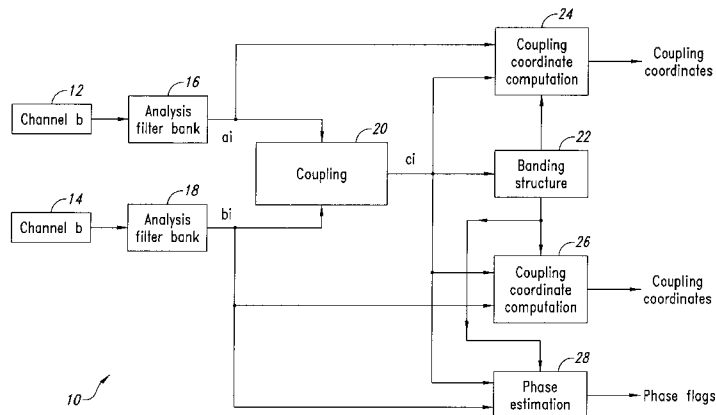 24
Coupling
coordinate
computation
Coupling
coordinates
12
Channel b
16
Analysis
filter bank
ai
20
Coupling
ci
22
Banding
structure
14
Channel b
18
Analysis
filter bank
bi
26
Coupling
coordinate
computation
Coupling
coordinates
28
Phase
estimation
Phase flags
10